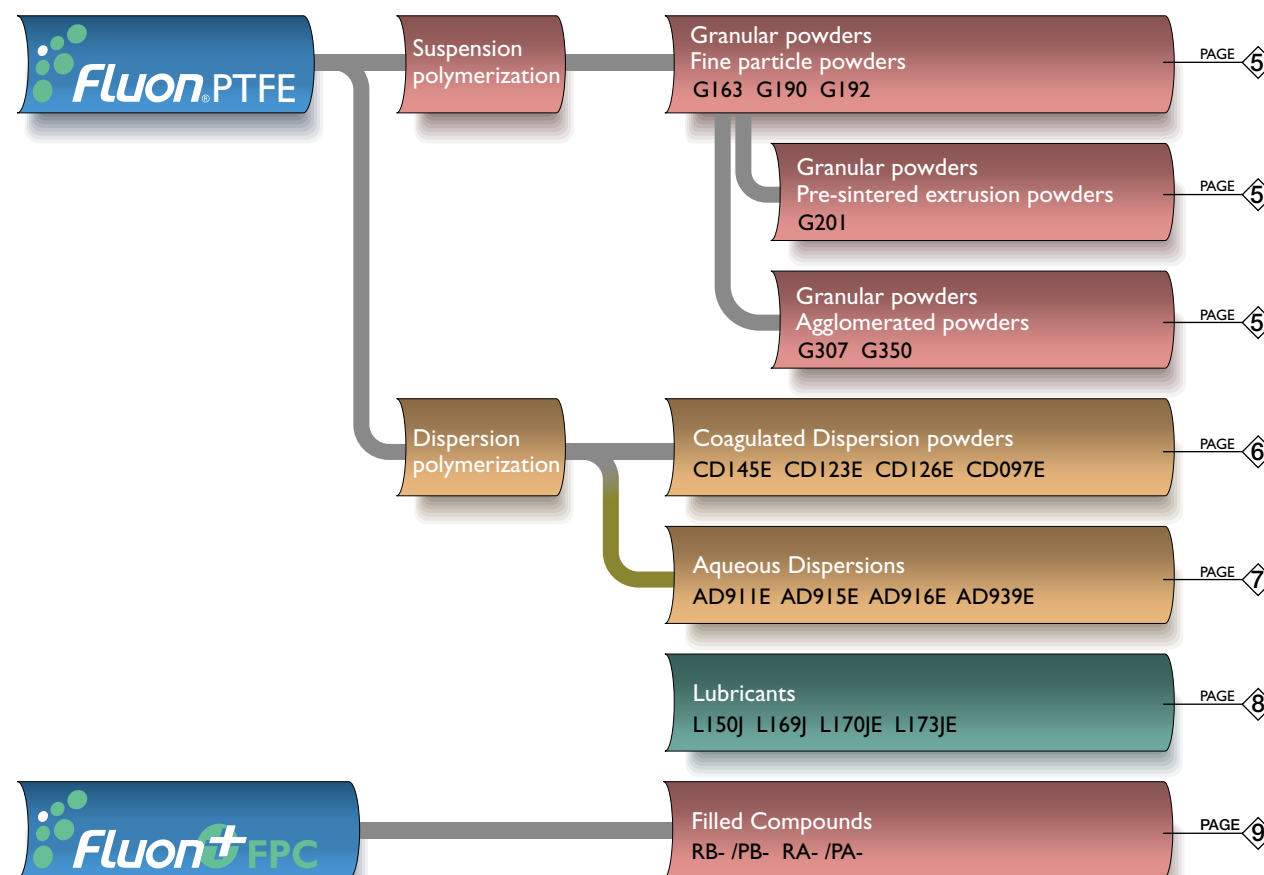 Fluon® PTFE
Suspension
polymerization
Granular powders
Fine particle powders
G163 G190 G192
PAGE 5
Granular powders
Pre-sintered extrusion powders
G201
PAGE 5
Granular powders
Agglomerated powders
G307 G350
PAGE 5
Dispersion
polymerization
Coagulated Dispersion powders
CD145E CD123E CD126E CD097E
PAGE 6
Aqueous Dispersions
AD911E AD915E AD916E AD939E
PAGE 7
Lubricants
L150J L169J L170JE L173JE
PAGE 8
Fluon+ FPC
Filled Compounds
RB- /PB- RA- /PA-
PAGE 9